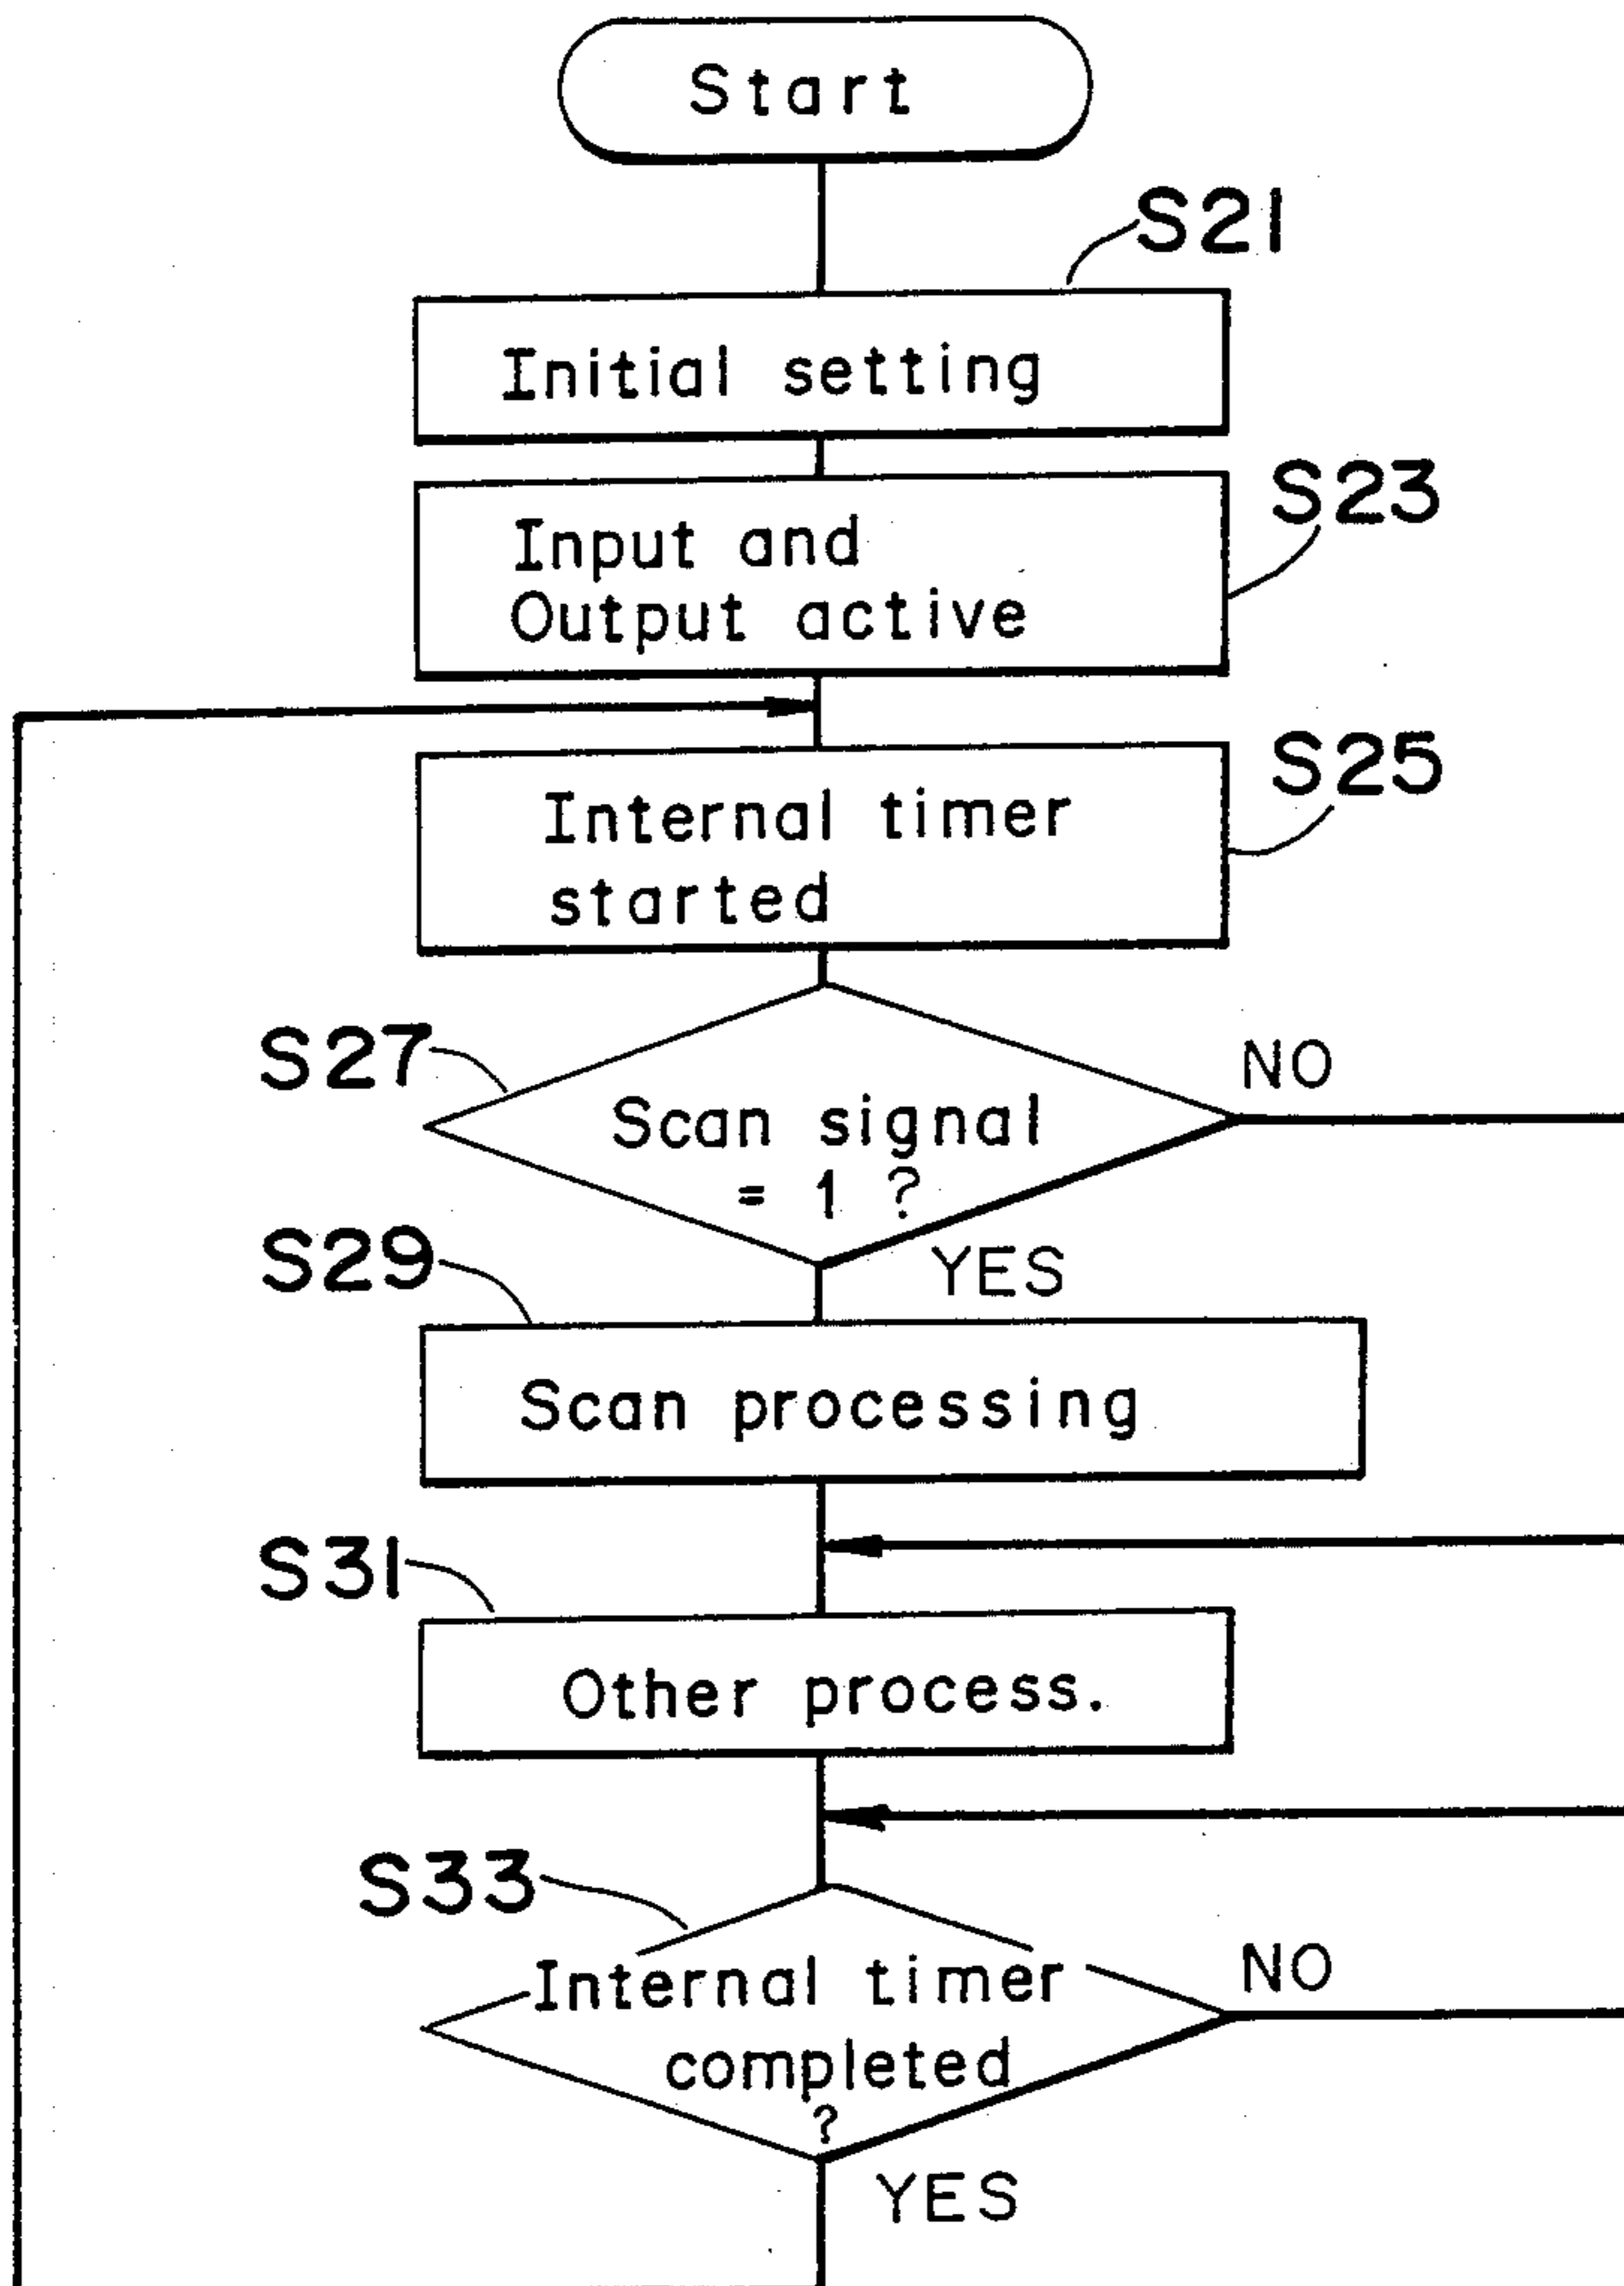 Start
S21
Initial setting
S23
Input and
Output active
S25
Internal timer
started
S27
NO
Scan signal
= 1 ?
YES
S29
Scan processing
S31
Other process.
S33
NO
Internal timer
completed
?
YES